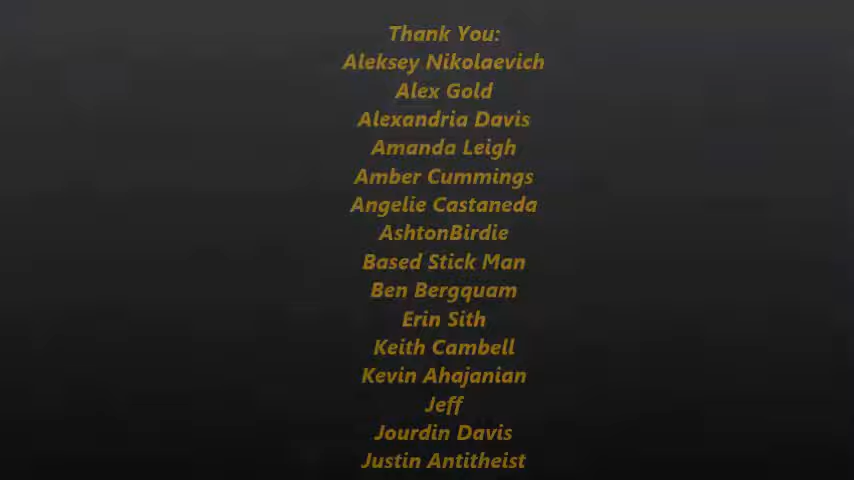 Thank You:
Aleksey Nikolaevich
Alex Gold
Alexandria Davis
Amanda Leigh
Amber Cummings
Angelie Castaneda
AshtonBirdie
Based Stick Man
Ben Bergquam
Erin Sith
Keith Cambell
Kevin Ahajanian
Jeff
Jourdin Davis
Justin Antitheist